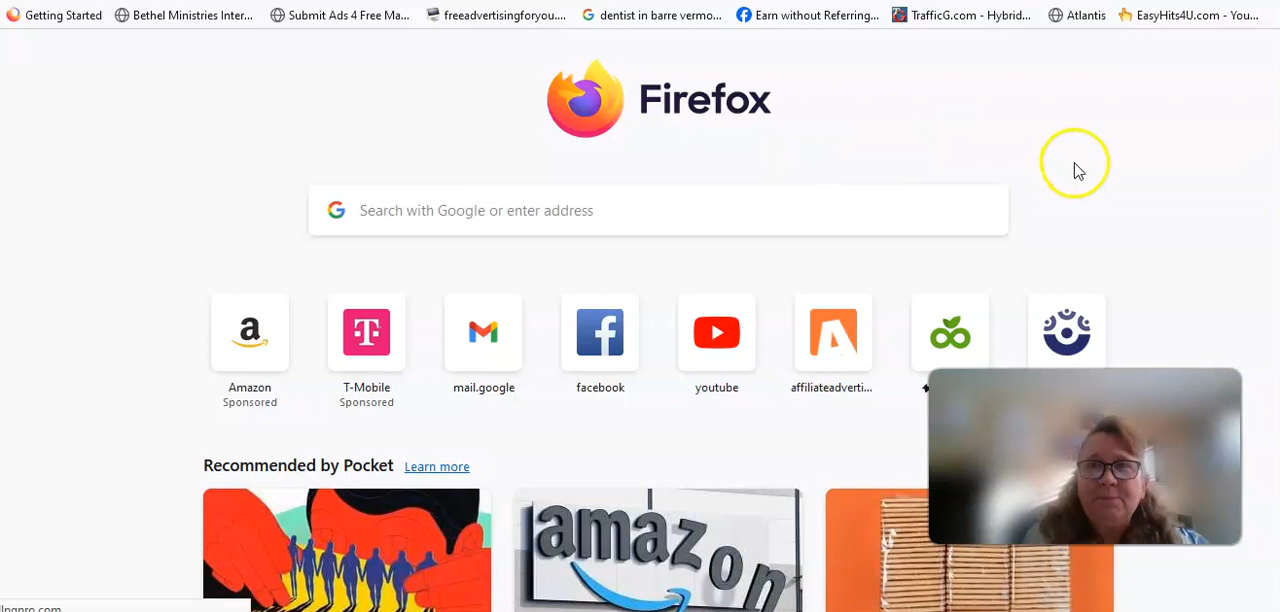 Getting Started Bethel Ministries Inter... Submit Ads 4 Free Ma... freeadvertisingforyou.... dentist in barre vermo... Earn without Referring... TrafficG.com - Hybrid... Atlantis EasyHits4U.com - You...
Firefox
Search with Google or enter address
Amazon T-Mobile mail.google facebook youtube affiliateadverti...
Sponsored Sponsored
Recommended by Pocket Learn more
amazon